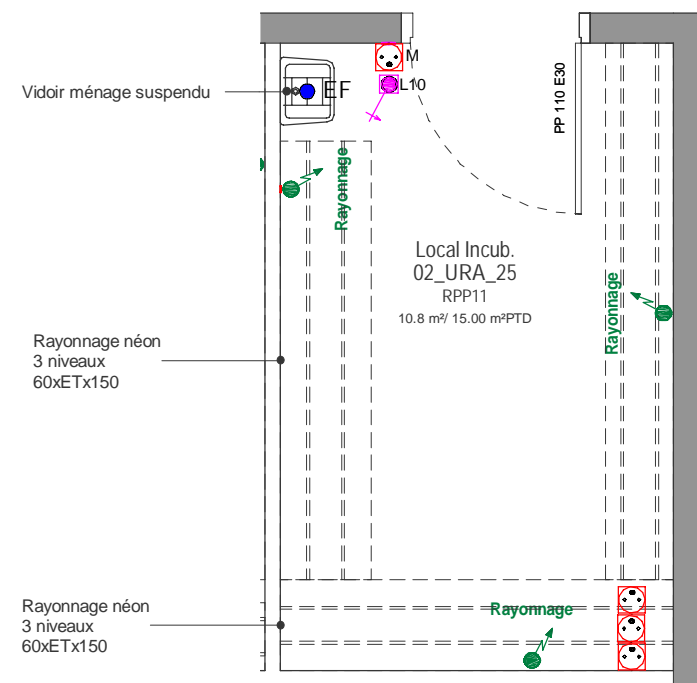 M
Vidoir ménage suspendu
EF
L10
PP 110 E30
Rayonnage
Local Incub.
02_URA_25
RPP11
10.8 m²/ 15.00 m²PTD
Rayonnage
Rayonnage néon
3 niveaux
60xETx150
Rayonnage néon
3 niveaux
60xETx150
Rayonnage